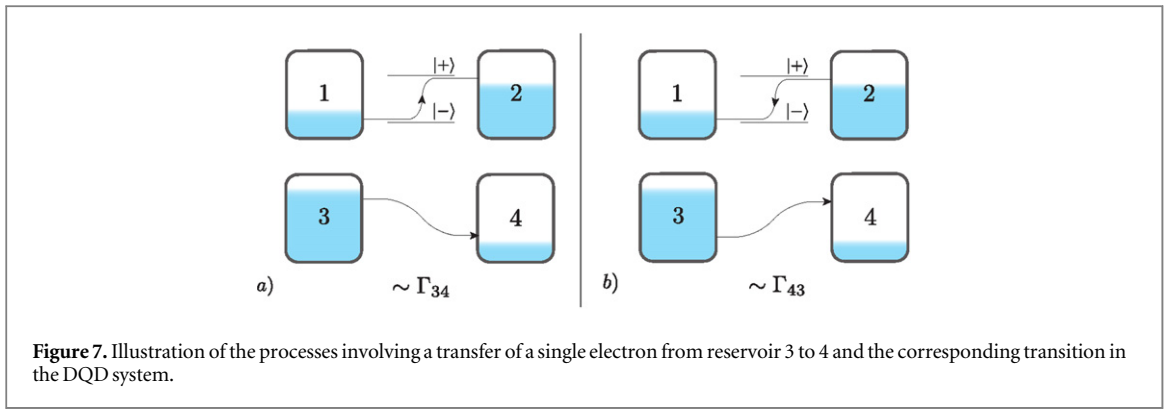 1 |+⟩ 2
|−⟩
3 4
a) ∼ Γ34
1 |+⟩ 2
|−⟩
3 4
b) ∼ Γ43
Figure 7. Illustration of the processes involving a transfer of a single electron from reservoir 3 to 4 and the corresponding transition in
the DQD system.